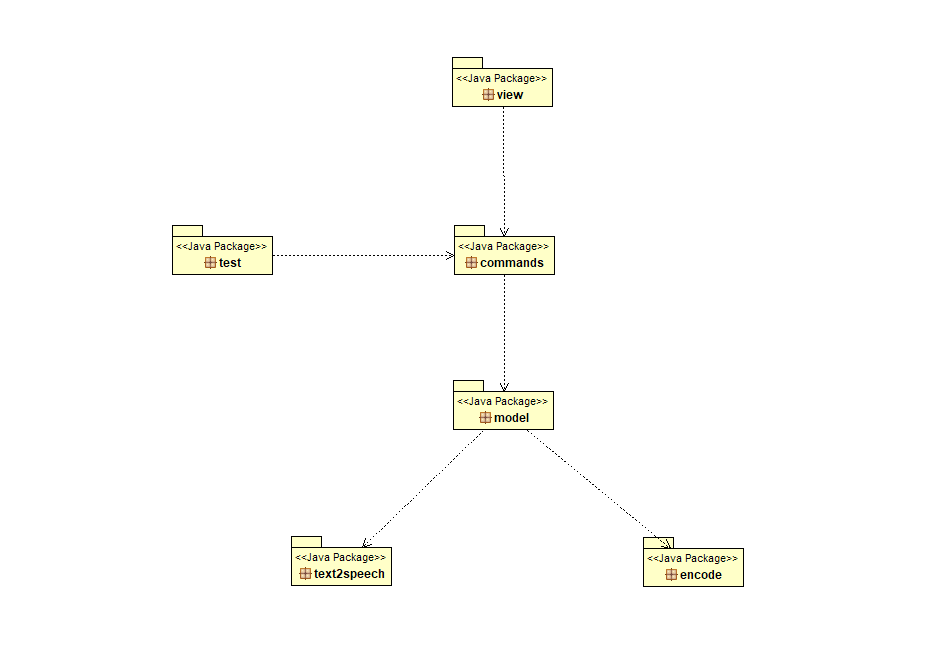 <<Java Package>>
view
<<Java Package>>
test
<<Java Package>>
commands
<<Java Package>>
model
<<Java Package>>
text2speech
<<Java Package>>
encode